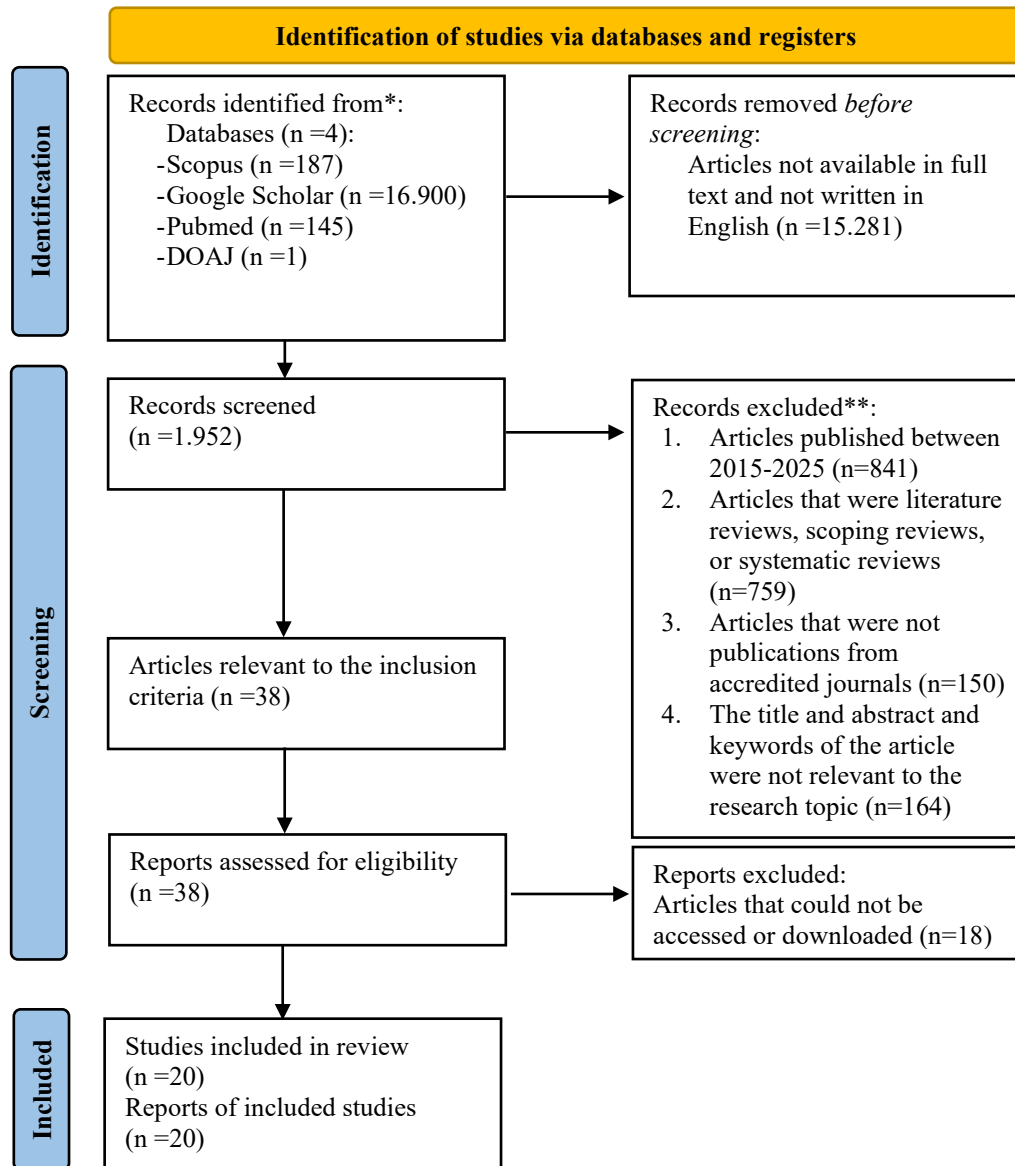 Identification of studies via databases and registers
Identification
Records identified from*:
Databases (n =4):
-Scopus (n =187)
-Google Scholar (n =16.900)
-Pubmed (n =145)
-DOAJ (n =1)
Records removed before
screening:
Articles not available in full
text and not written in
English (n =15.281)
Screening
Records screened
(n =1.952)
Records excluded**:
1. Articles published between
2015-2025 (n=841)
2. Articles that were literature
reviews, scoping reviews,
or systematic reviews
(n=759)
3. Articles that were not
publications from
accredited journals (n=150)
4. The title and abstract and
keywords of the article
were not relevant to the
research topic (n=164)
Articles relevant to the inclusion
criteria (n =38)
Reports assessed for eligibility
(n =38)
Reports excluded:
Articles that could not be
accessed or downloaded (n=18)
Included
Studies included in review
(n =20)
Reports of included studies
(n =20)